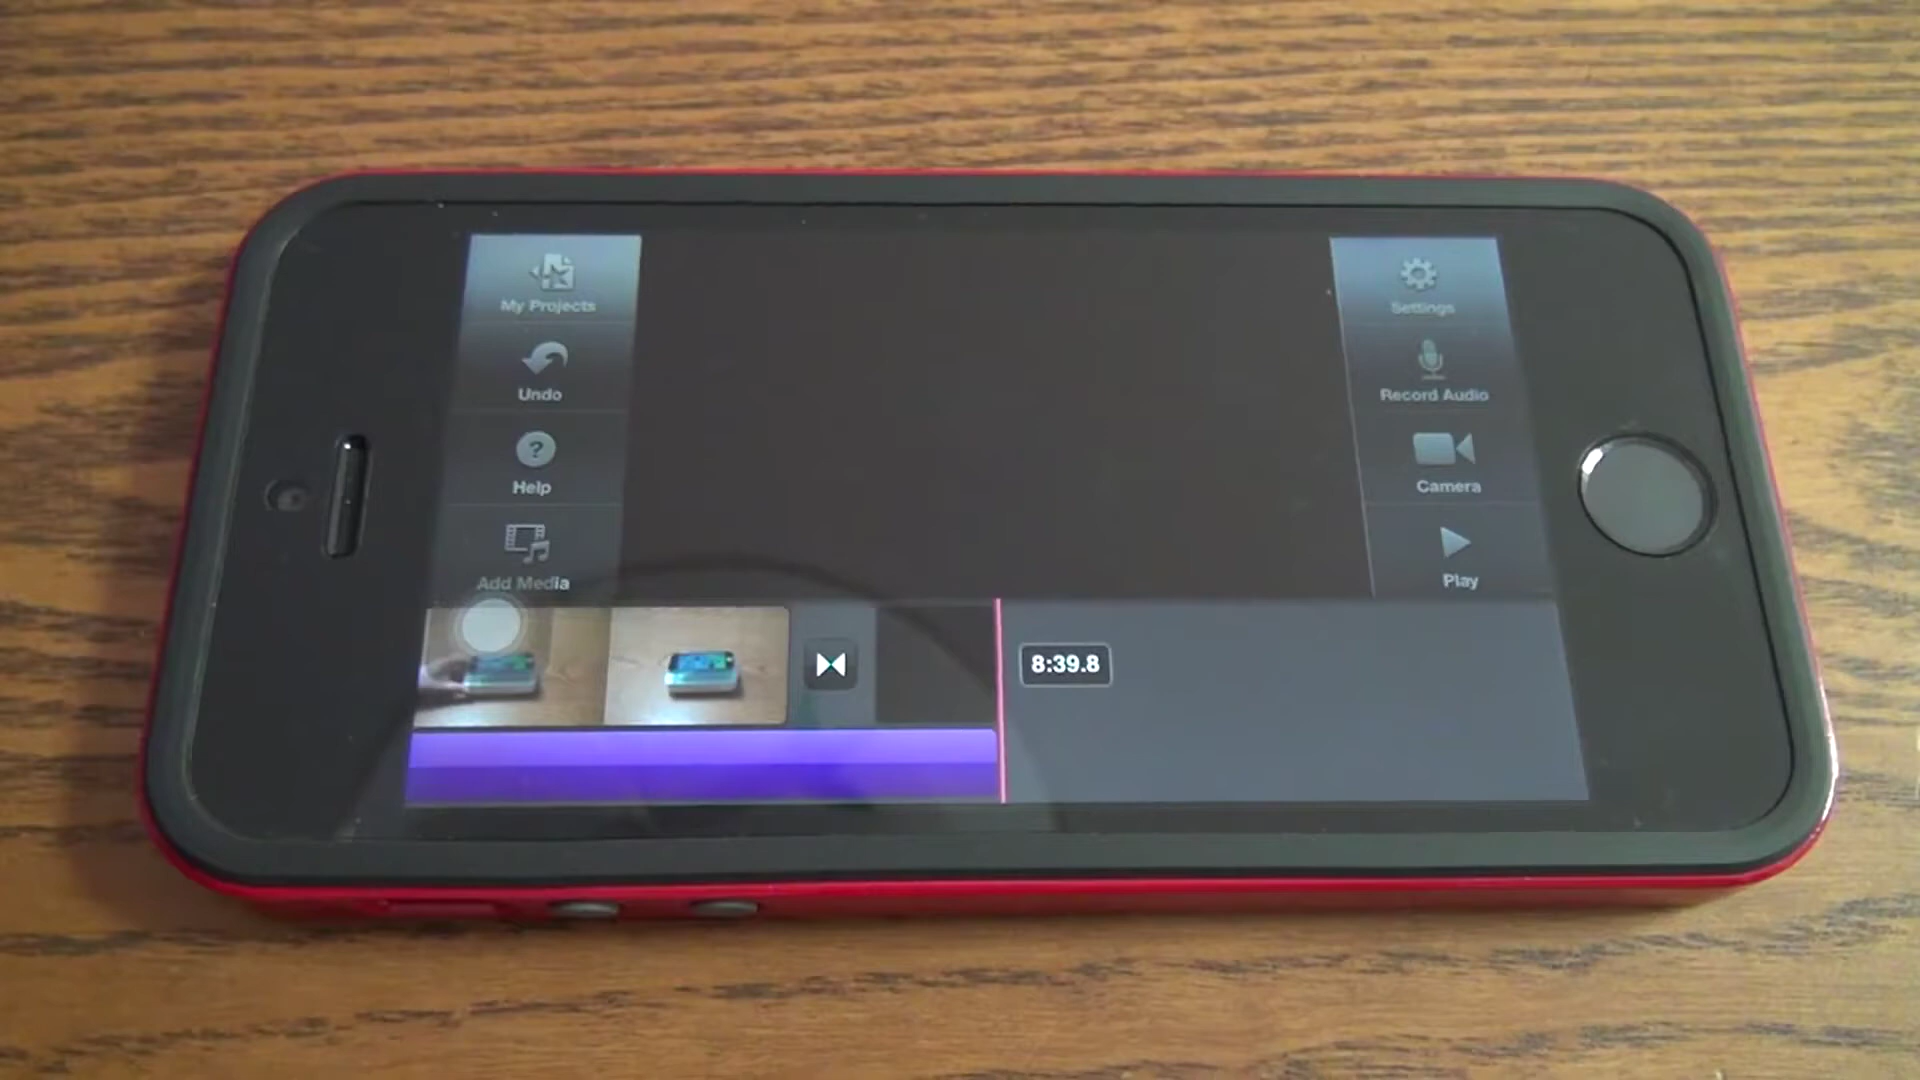 My Projects
Settings
Undo
Record Audio
?
Help
Camera
Add Media
Play
8:39.8